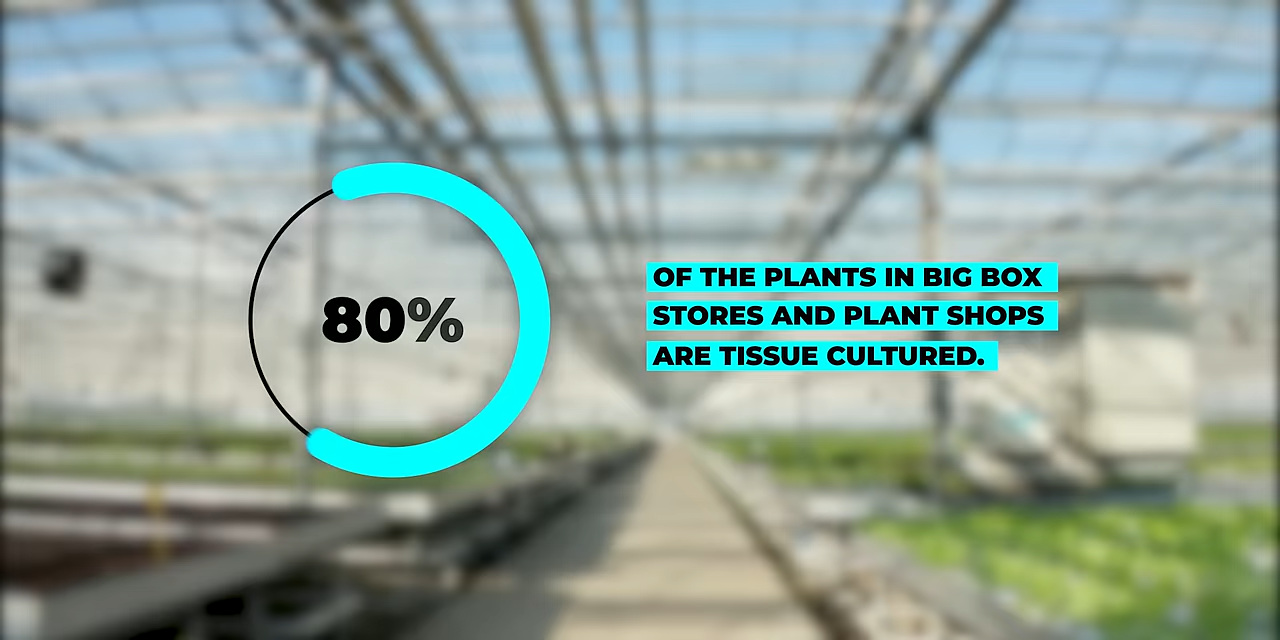 80%
OF THE PLANTS IN BIG BOX
STORES AND PLANT SHOPS
ARE TISSUE CULTURED.